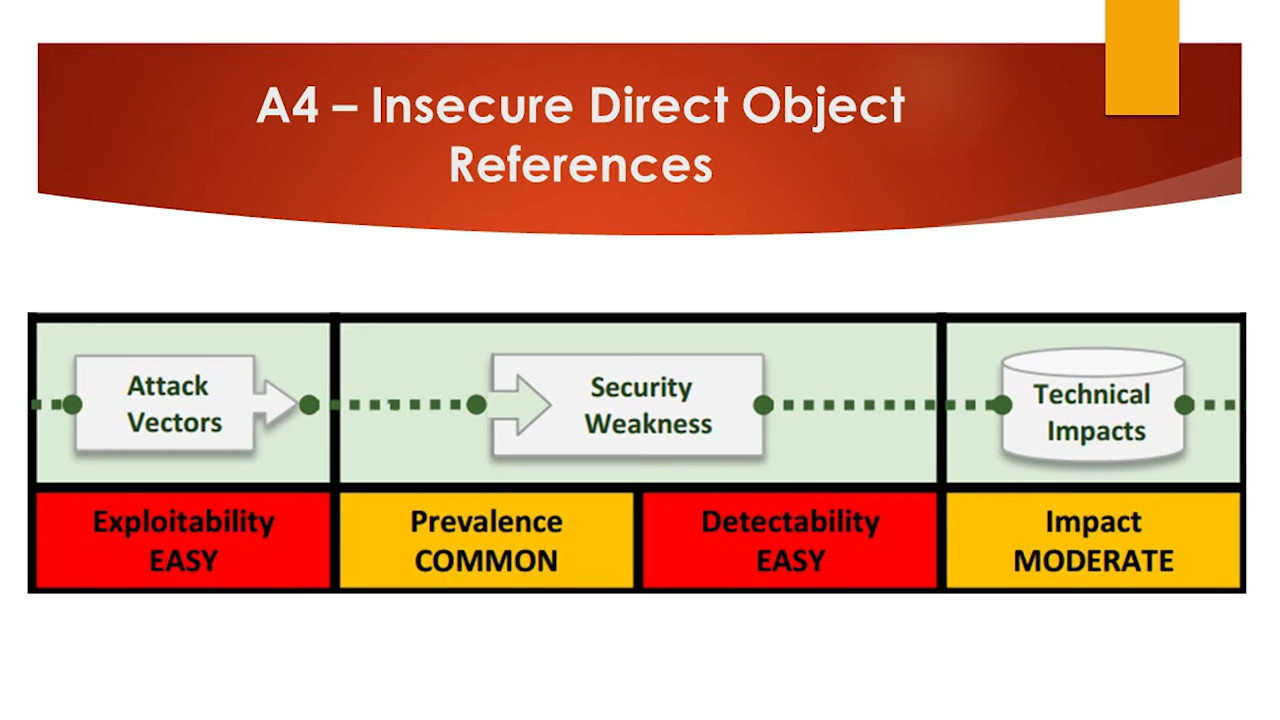 A4 – Insecure Direct Object
References
Attack
Vectors
Security
Weakness
Technical
Impacts
Exploitability
EASY
Prevalence
COMMON
Detectability
EASY
Impact
MODERATE